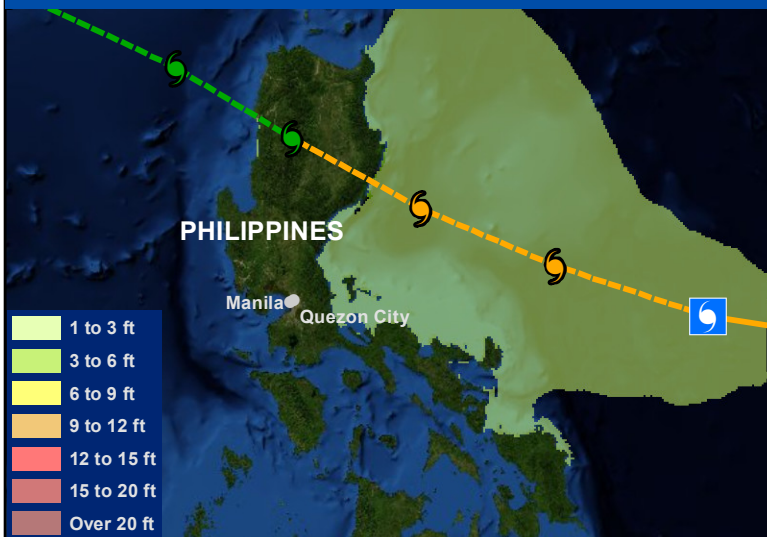 PHILIPPINES
Manila
Quezon City
1 to 3 ft
3 to 6 ft
6 to 9 ft
9 to 12 ft
12 to 15 ft
15 to 20 ft
Over 20 ft